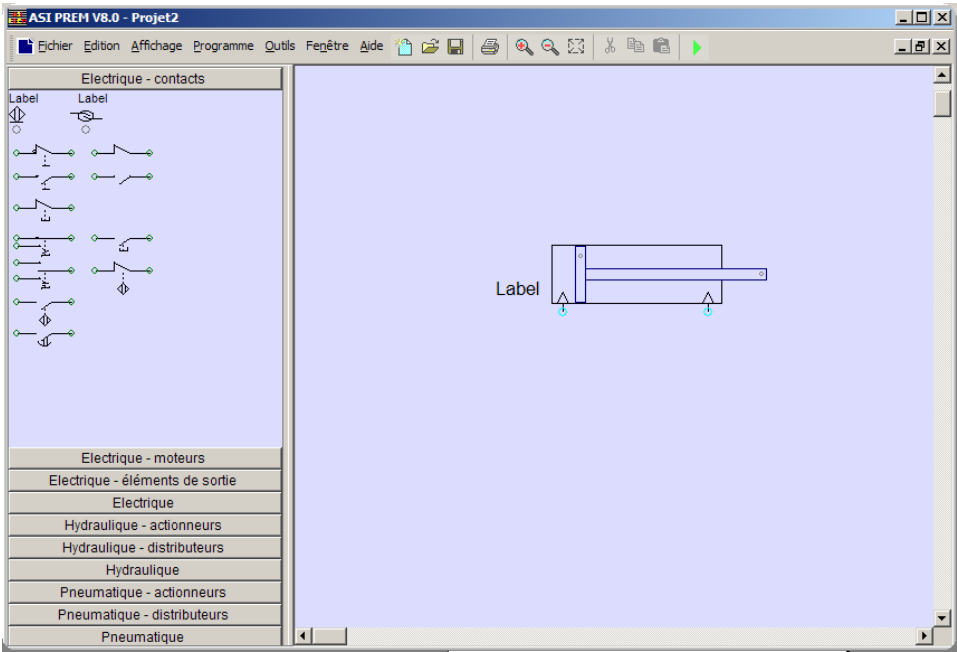 ASI PREM V8.0 - Projet2
Fichier Edition Affichage Programme Outils Fenêtre Aide
Electrique - contacts
Label Label
Label
Electrique - moteurs
Electrique - éléments de sortie
Electrique
Hydraulique - actionneurs
Hydraulique - distributeurs
Hydraulique
Pneumatique - actionneurs
Pneumatique - distributeurs
Pneumatique